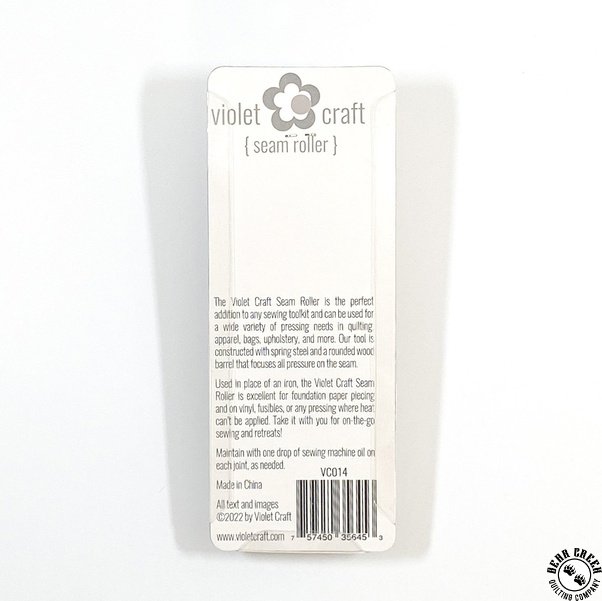 violet craft
{ seam roller }
The Violet Craft Seam Roller is the perfect
addition to any sewing toolkit and can be used for
a wide variety of pressing needs in quilting,
apparel, bags, upholstery, and more. Our tool is
constructed with spring steel and a rounded wood
barrel that focuses all pressure on the seam.
Used in place of an iron, the Violet Craft Seam
Roller is excellent for foundation paper piecing
and on vinyl, fusibles, or any pressing where heat
can't be applied. Take it with you for on-the-go
sewing and retreats!
Maintain with one drop of sewing machine oil on
each joint, as needed.
VC014
Made in China
All text and images
©2022 by Violet Craft
www.violetcraft.com
7 57450 35645 3
BEAR CREEK
QUILTING COMPANY